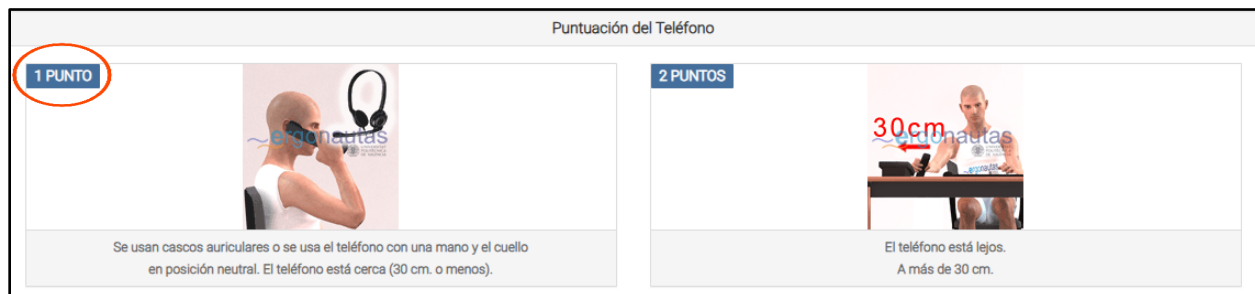 Puntuación del Teléfono
1 PUNTO
ergonautas
Se usan cascos auriculares o se usa el teléfono con una mano y el cuello
en posición neutral. El teléfono está cerca (30 cm. o menos).
2 PUNTOS
30cm
ergonautas
El teléfono está lejos.
A más de 30 cm.